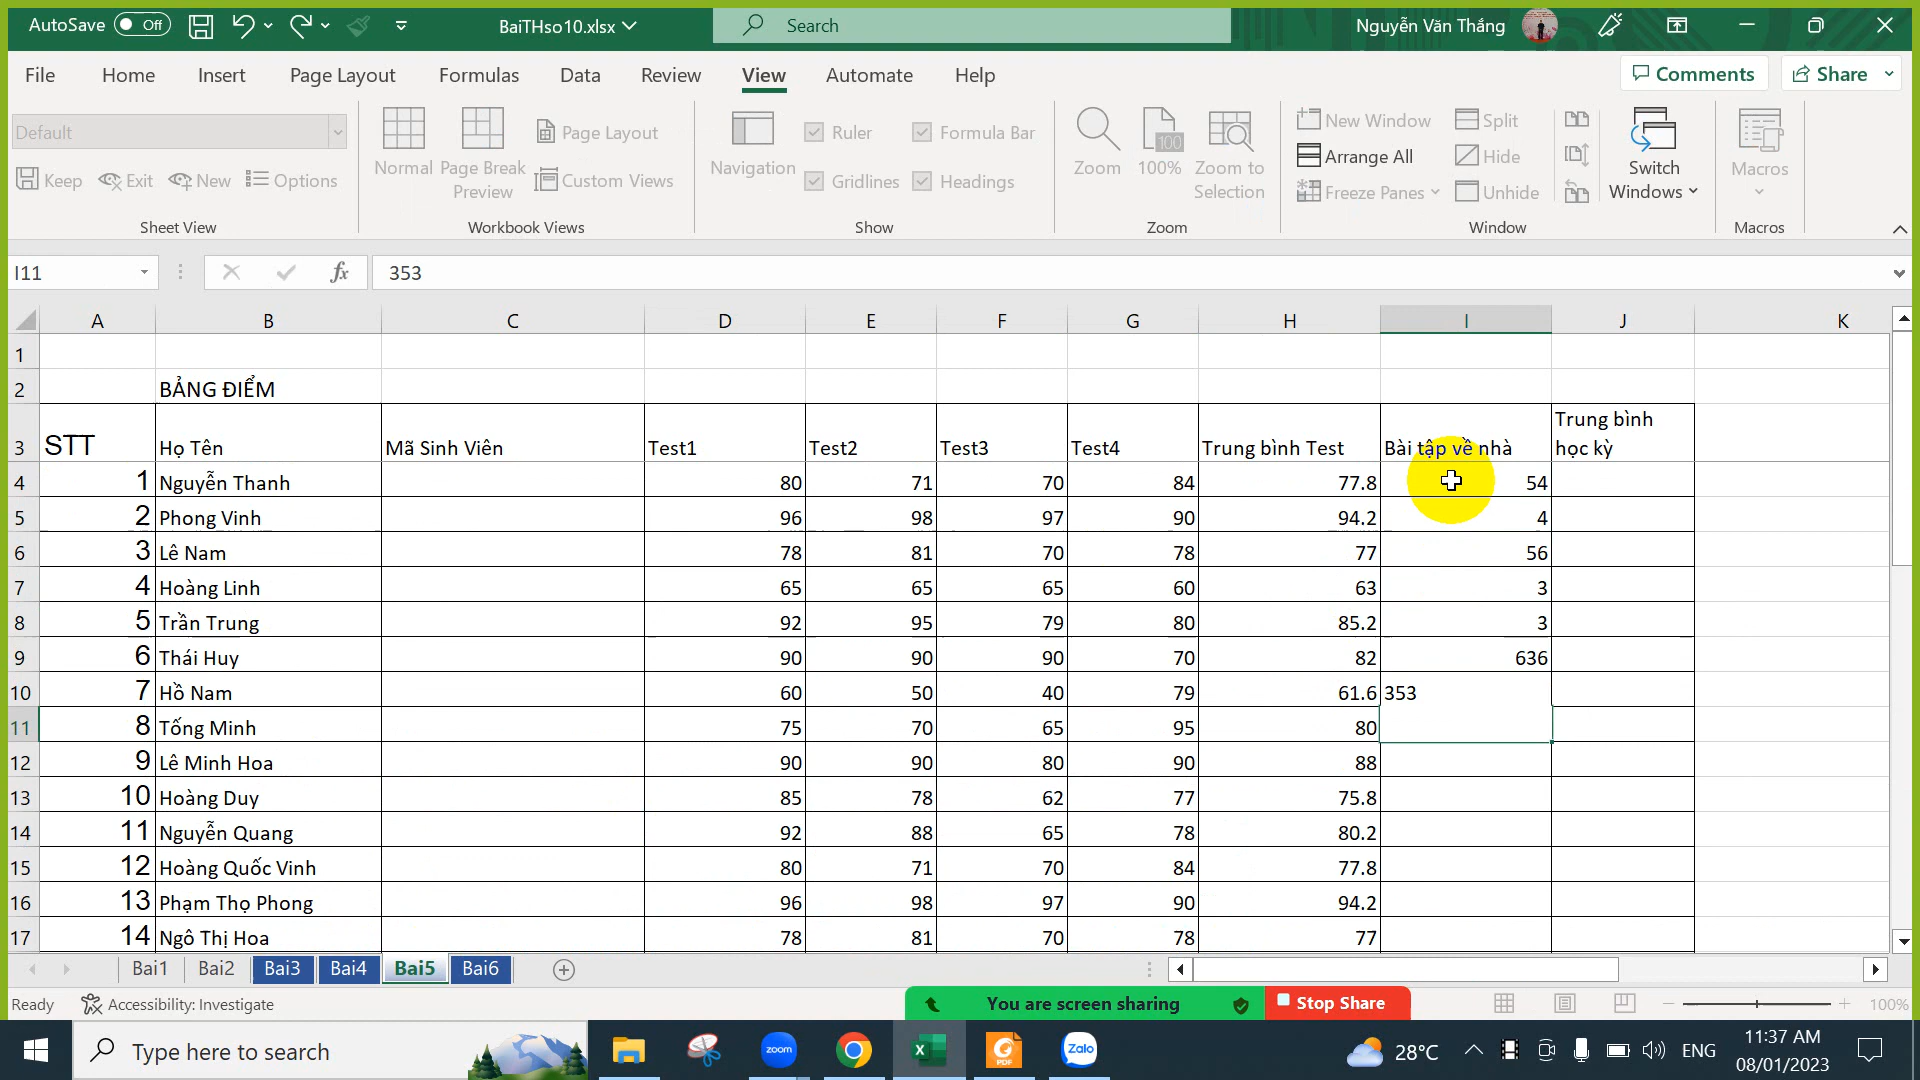 AutoSave Off BaiTHso10.xlsx Search Nguyễn Văn Thắng
File Home Insert Page Layout Formulas Data Review View Automate Help Comments Share
Default Normal Page Break Preview Page Layout Custom Views Navigation Ruler Formula Bar Gridlines Headings Zoom 100 100% Zoom to Selection New Window Arrange All Freeze Panes Split Hide Unhide Switch Windows Macros
Keep Exit New Options
Sheet View Workbook Views Show Zoom Window Macros
I11 fx 353
A B C D E F G H I J K
1
2 BẢNG ĐIỂM
3 STT Họ Tên Mã Sinh Viên Test1 Test2 Test3 Test4 Trung bình Test Bài tập về nhà Trung bình học kỳ
4 1 Nguyễn Thanh 80 71 70 84 77.8 54
5 2 Phong Vinh 96 98 97 90 94.2 4
6 3 Lê Nam 78 81 70 78 77 56
7 4 Hoàng Linh 65 65 65 60 63 3
8 5 Trần Trung 92 95 79 80 85.2 3
9 6 Thái Huy 90 90 90 70 82 636
10 7 Hồ Nam 60 50 40 79 61.6 353
11 8 Tống Minh 75 70 65 95 80
12 9 Lê Minh Hoa 90 90 80 90 88
13 10 Hoàng Duy 85 78 62 77 75.8
14 11 Nguyễn Quang 92 88 65 78 80.2
15 12 Hoàng Quốc Vinh 80 71 70 84 77.8
16 13 Phạm Thọ Phong 96 98 97 90 94.2
17 14 Ngô Thị Hoa 78 81 70 78 77
Bai1 Bai2 Bai3 Bai4 Bai5 Bai6
Ready Accessibility: Investigate You are screen sharing Stop Share 100%
Type here to search zoom PDF Zalo 28°C ENG 11:37 AM
08/01/2023